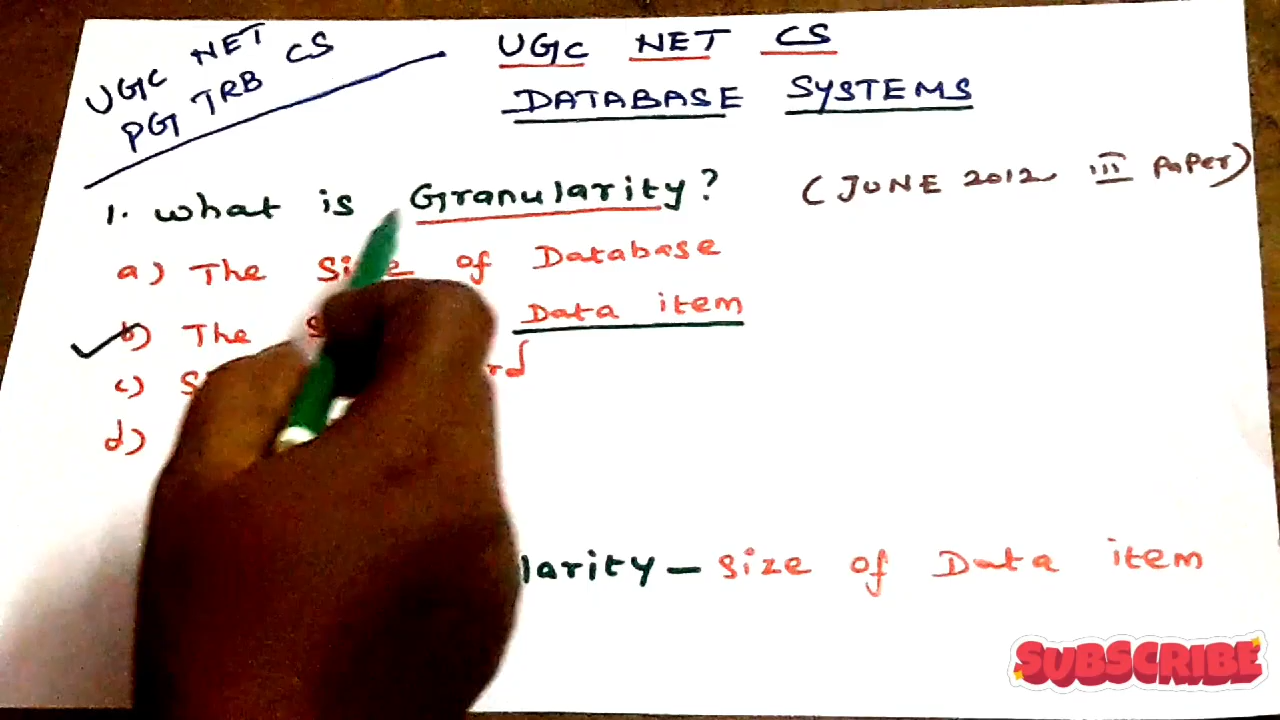 UGC NET CS
PG TRB
UGC NET CS
DATABASE SYSTEMS
1. What is Granularity? (JUNE 2012 III Paper)
a) The Size of Database
b) The Data item
c)
d)
larity - Size of Data item
SUBSCRIBE